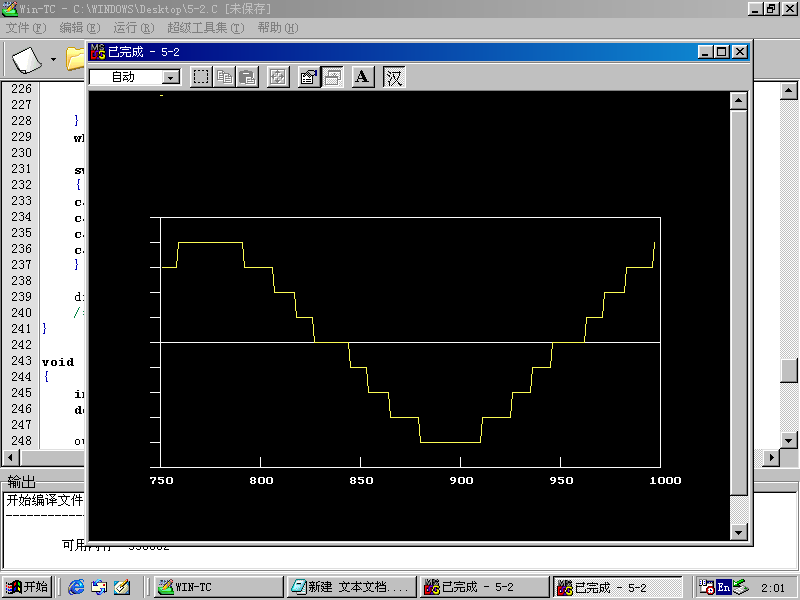 Win-TC - C:\WINDOWS\Desktop\5-2.C [未保存]
文件(F) 编辑(E) 运行(R) 超级工具集(T) 帮助(H)
已完成 - 5-2
自动
A 汉
226
227
228 }
229
230
231
232 {
233
234
235
236
237 }
238
239
240
241 }
242
243 void
244 {
245
246
247
248
750 800 850 900 950 1000
输出
开始编译文件
可用内存
开始 WIN-TC 新建 文本文档.... 已完成 - 5-2 已完成 - 5-2 En 2:01